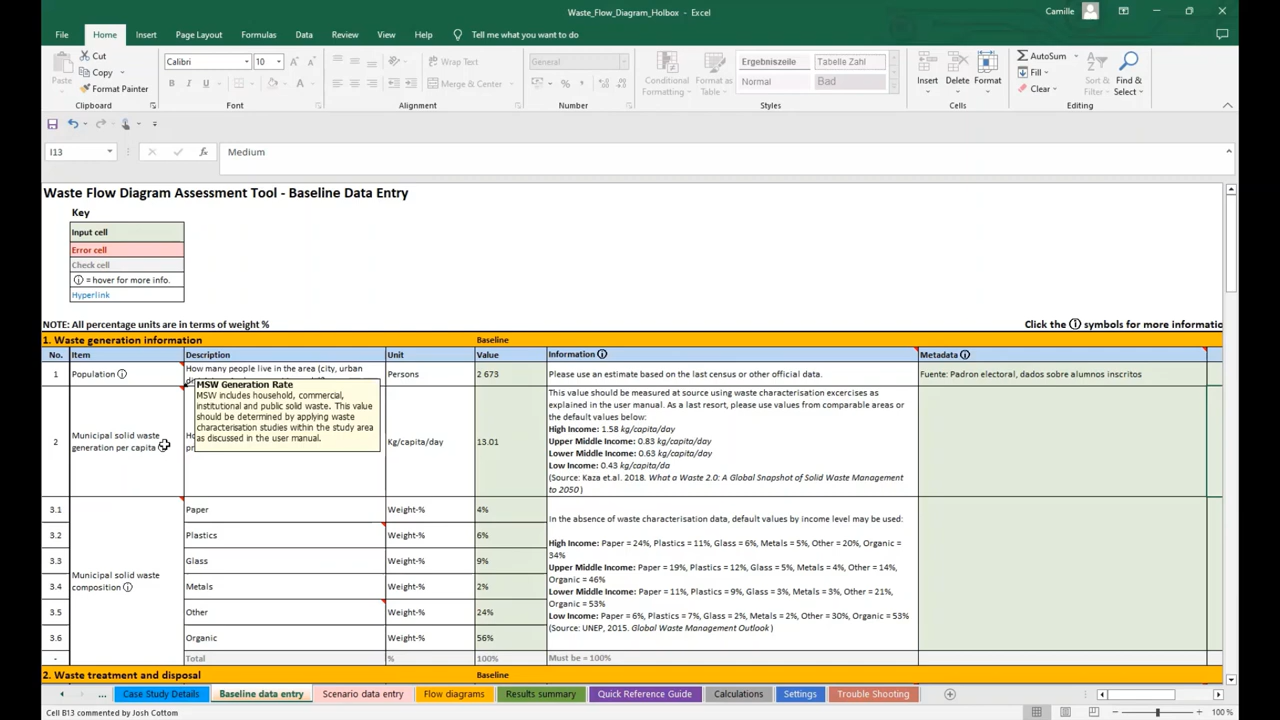 Waste_Flow_Diagram_Holbox - Excel
Camille
File Home Insert Page Layout Formulas Data Review View Help Tell me what you want to do
Paste
Cut
Copy
Format Painter
Clipboard
Calibri 10
B I U
Font
Wrap Text
Merge & Center
Alignment
General
Number
Conditional Formatting
Format as Table
Ergebniszeile Tabelle Zahl
Normal Bad
Styles
Insert Delete Format
Cells
AutoSum
Fill
Clear
Sort & Filter
Find & Select
Editing
I13 fx Medium
Waste Flow Diagram Assessment Tool - Baseline Data Entry
Key
Input cell
Error cell
Check cell
ⓘ = hover for more info.
Hyperlink
NOTE: All percentage units are in terms of weight %
Click the ⓘ symbols for more informatio
1. Waste generation information Baseline
No. Item Description Unit Value Information ⓘ Metadata ⓘ
1 Population ⓘ How many people live in the area (city, urban Persons 2 673 Please use an estimate based on the last census or other official data. Fuente: Padron electoral, dados sobre alumnos inscritos
MSW Generation Rate
MSW includes household, commercial,
institutional and public solid waste. This value
should be determined by applying waste
characterisation studies within the study area
as discussed in the user manual.
2 Municipal solid waste
generation per capita
Kg/capita/day 13.01
This value should be measured at source using waste characterisation excercises as
explained in the user manual. As a last resort, please use values from comparable areas or
the default values below:
High Income: 1.58 kg/capita/day
Upper Middle Income: 0.83 kg/capita/day
Lower Middle Income: 0.63 kg/capita/day
Low Income: 0.43 kg/capita/da
(Source: Kaza et.al. 2018. What a Waste 2.0: A Global Snapshot of Solid Waste Management
to 2050 )
Municipal solid waste
composition ⓘ
3.1 Paper Weight-% 4%
3.2 Plastics Weight-% 6%
3.3 Glass Weight-% 9%
3.4 Metals Weight-% 2%
3.5 Other Weight-% 24%
3.6 Organic Weight-% 56%
In the absence of waste characterisation data, default values by income level may be used:
High Income: Paper = 24%, Plastics = 11%, Glass = 6%, Metals = 5%, Other = 20%, Organic =
34%
Upper Middle Income: Paper = 19%, Plastics = 12%, Glass = 5%, Metals = 4%, Other = 14%,
Organic = 46%
Lower Middle Income: Paper = 11%, Plastics = 9%, Glass = 3%, Metals = 3%, Other = 21%,
Organic = 53%
Low Income: Paper = 6%, Plastics = 7%, Glass = 2%, Metals = 2%, Other = 30%, Organic = 53%
(Source: UNEP, 2015. Global Waste Management Outlook )
- Total % 100% Must be = 100%
2. Waste treatment and disposal Baseline
... Case Study Details Baseline data entry Scenario data entry Flow diagrams Results summary Quick Reference Guide Calculations Settings Trouble Shooting
Cell B13 commented by Josh Cottom
100 %